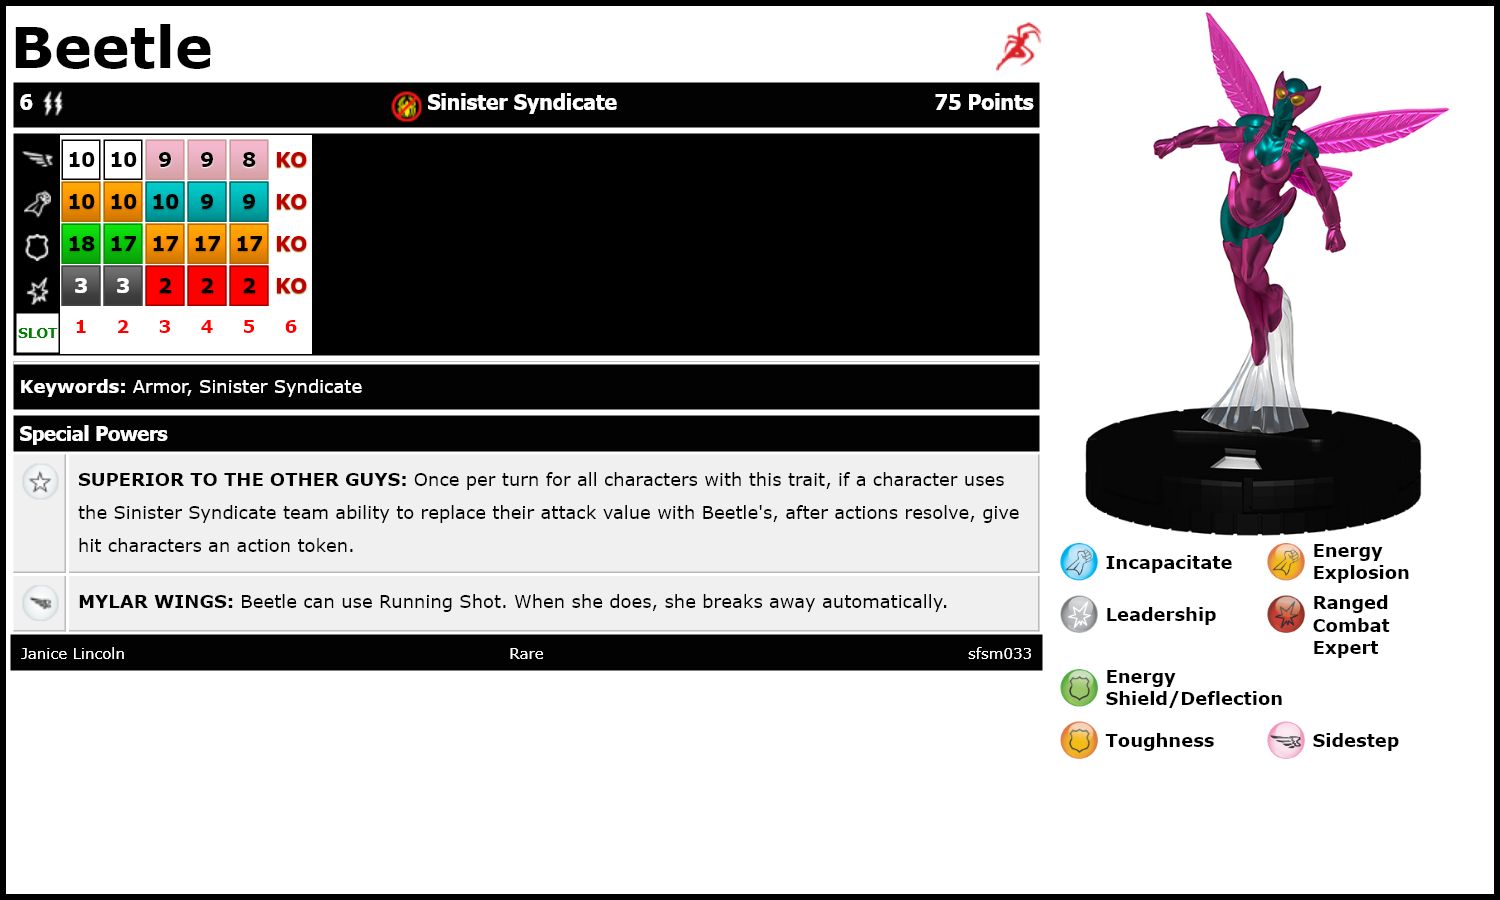 Beetle
6 Sinister Syndicate 75 Points
10 10 9 9 8 KO
10 10 10 9 9 KO
18 17 17 17 17 KO
3 3 2 2 2 KO
SLOT 1 2 3 4 5 6
Keywords: Armor, Sinister Syndicate
Special Powers
SUPERIOR TO THE OTHER GUYS: Once per turn for all characters with this trait, if a character uses
the Sinister Syndicate team ability to replace their attack value with Beetle's, after actions resolve, give
hit characters an action token.
MYLAR WINGS: Beetle can use Running Shot. When she does, she breaks away automatically.
Janice Lincoln Rare sfsm033
Incapacitate
Energy
Explosion
Leadership
Ranged
Combat
Expert
Energy
Shield/Deflection
Toughness
Sidestep